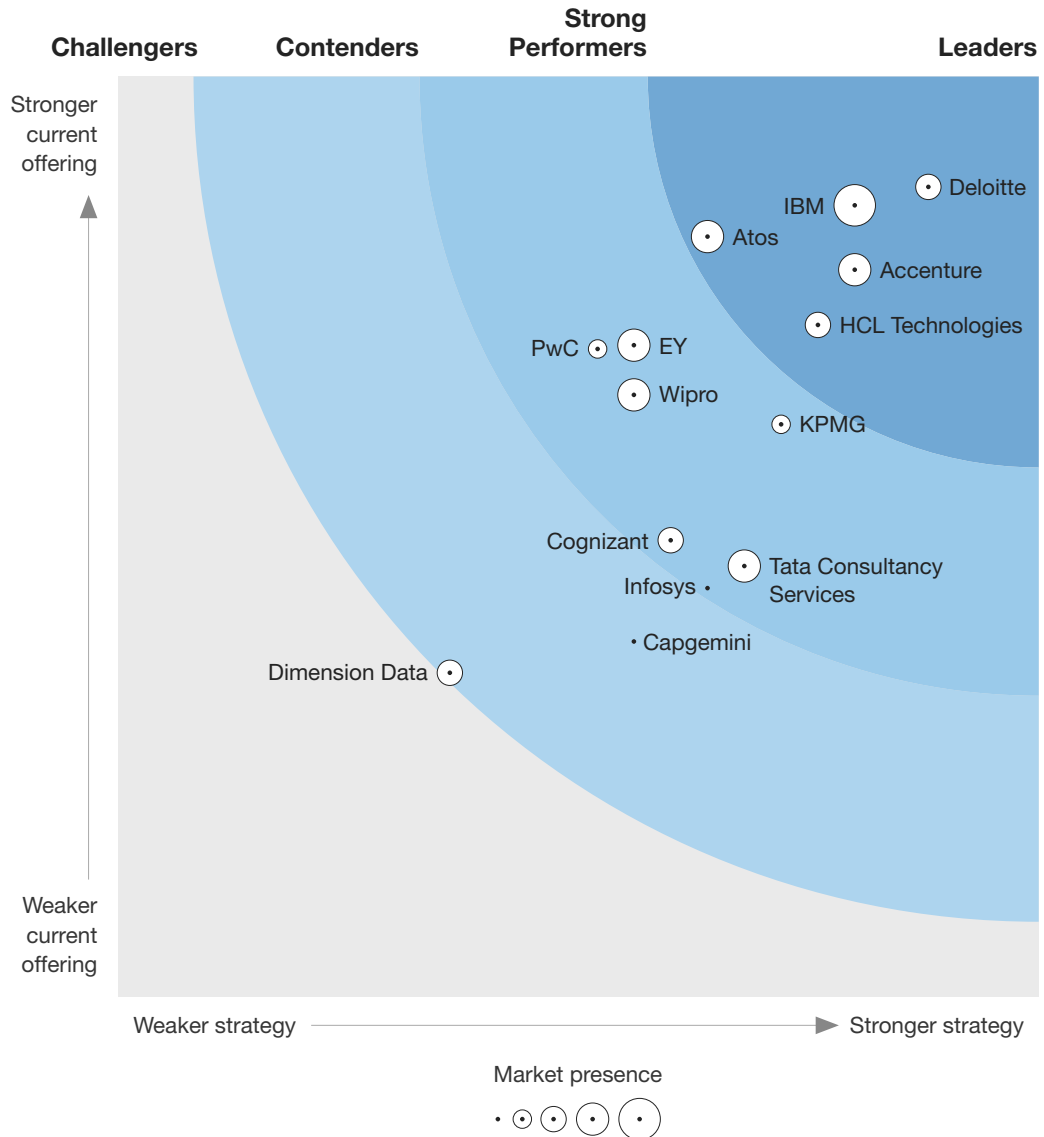 Strong
Challengers Contenders Performers Leaders
Stronger
current
offering
Deloitte
IBM
Atos
Accenture
HCL Technologies
PwC
EY
Wipro
KPMG
Cognizant
Tata Consultancy
Services
Infosys
Capgemini
Dimension Data
Weaker
current
offering
Weaker strategy
Stronger strategy
Market presence